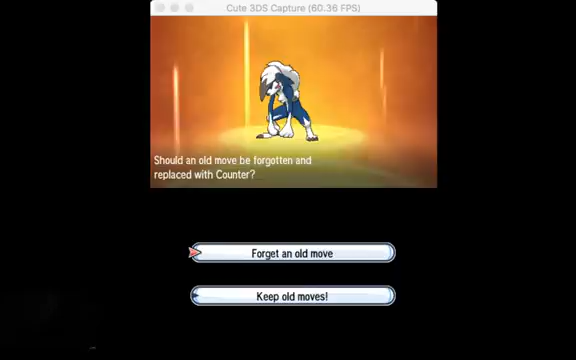 Cute 3DS Capture (60.36 FPS)
Should an old move be forgotten and
replaced with Counter?
Forget an old move
Keep old moves!